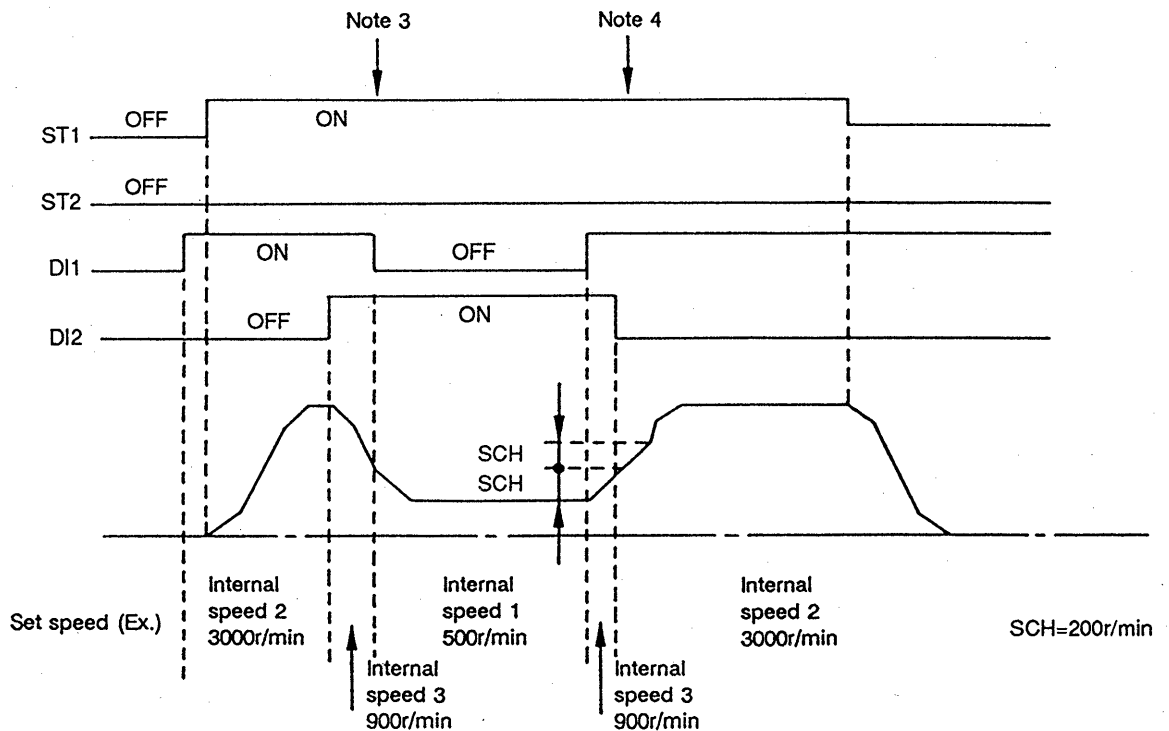 Note 3
Note 4
OFF
ON
ST1
OFF
ST2
ON
OFF
DI1
OFF
ON
DI2
SCH
SCH
Set speed (Ex.)
Internal
speed 2
3000r/min
Internal
speed 1
500r/min
Internal
speed 2
3000r/min
SCH=200r/min
Internal
speed 3
900r/min
Internal
speed 3
900r/min